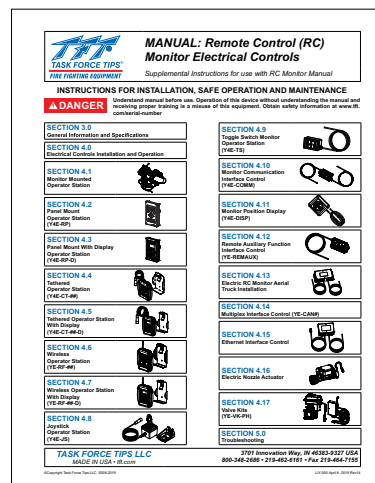 TFT
TASK FORCE TIPS®
FIRE FIGHTING EQUIPMENT
MANUAL: Remote Control (RC)
Monitor Electrical Controls
Supplemental Instructions for use with RC Monitor Manual
INSTRUCTIONS FOR INSTALLATION, SAFE OPERATION AND MAINTENANCE
DANGER
Understand manual before use. Operation of this device without understanding the manual and
receiving proper training is a misuse of this equipment. Obtain safety information at www.tft.
com/serial-number
SECTION 3.0
General Information and Specifications
SECTION 4.0
Electrical Controls Installation and Operation
SECTION 4.1
Monitor Mounted
Operator Station
SECTION 4.2
Panel Mount
Operator Station
(Y4E-RP)
SECTION 4.3
Panel Mount With Display
Operator Station
(Y4E-RP-D)
SECTION 4.4
Tethered
Operator Station
(Y4E-CT-##)
SECTION 4.5
Tethered Operator Station
With Display
(Y4E-CT-##-D)
SECTION 4.6
Wireless
Operator Station
(YE-RF-##)
SECTION 4.7
Wireless Operator Station
With Display
(YE-RF-##-D)
SECTION 4.8
Joystick
Operator Station
(Y4E-JS)
SECTION 4.9
Toggle Switch Monitor
Operator Station
(Y4E-TS)
SECTION 4.10
Monitor Communication
Interface Control
(Y4E-COMM)
SECTION 4.11
Monitor Position Display
(Y4E-DISP)
SECTION 4.12
Remote Auxiliary Function
Interface Control
(YE-REMAUX)
SECTION 4.13
Electric RC Monitor Aerial
Truck Installation
SECTION 4.14
Multiplex Interface Control (YE-CAN#)
SECTION 4.15
Ethernet Interface Control
SECTION 4.16
Electric Nozzle Actuator
SECTION 4.17
Valve Kits
(YE-VK-PH)
SECTION 5.0
Troubleshooting
TASK FORCE TIPS LLC
MADE IN USA • tft.com
3701 Innovation Way, IN 46383-9327 USA
800-348-2686 • 219-462-6161 • Fax 219-464-7155
©Copyright Task Force Tips LLC 2008-2019
LIY-500 April 8, 2019 Rev14